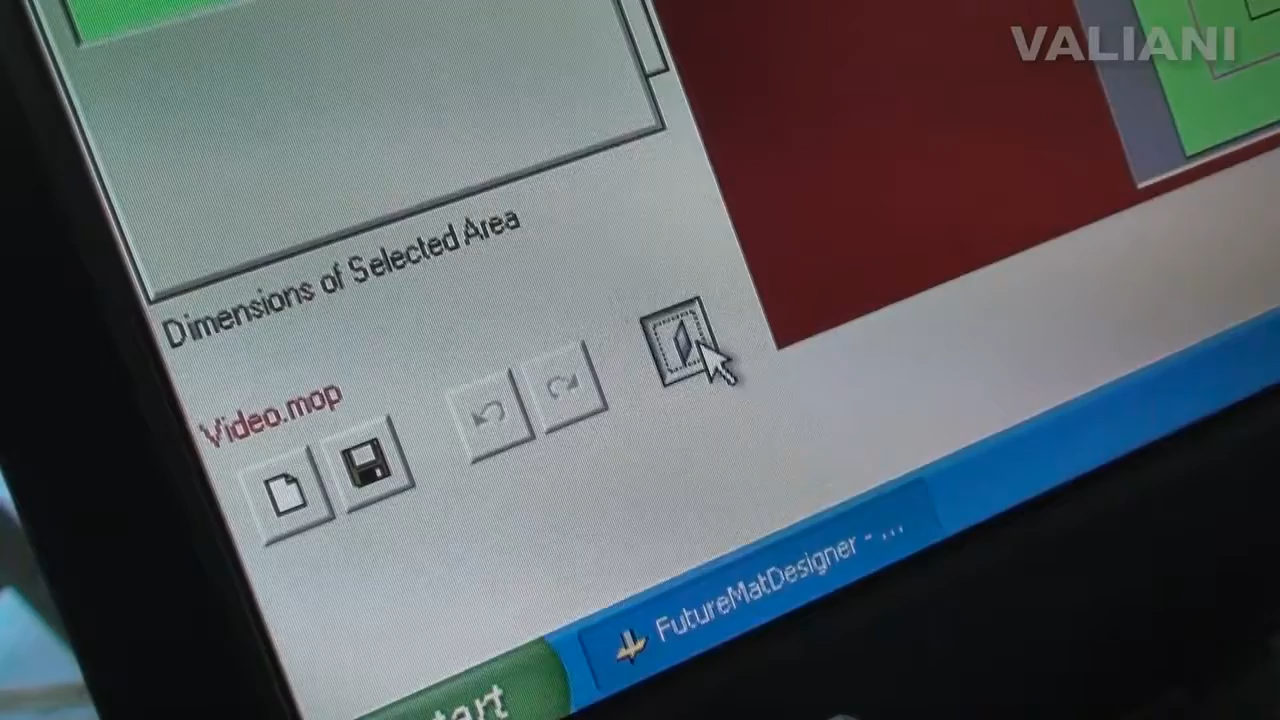 VALIANI
Dimensions of Selected Area
Video.mop
FutureMatDesigner - ...
tart